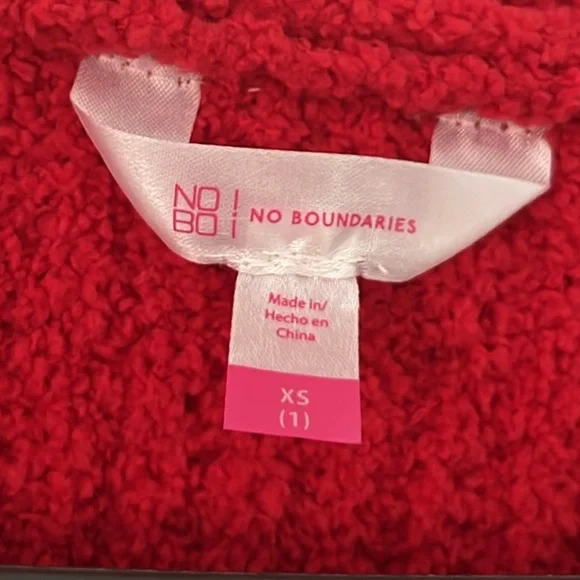 NO
BO
NO BOUNDARIES
Made in/
Hecho en
China
XS
(1)